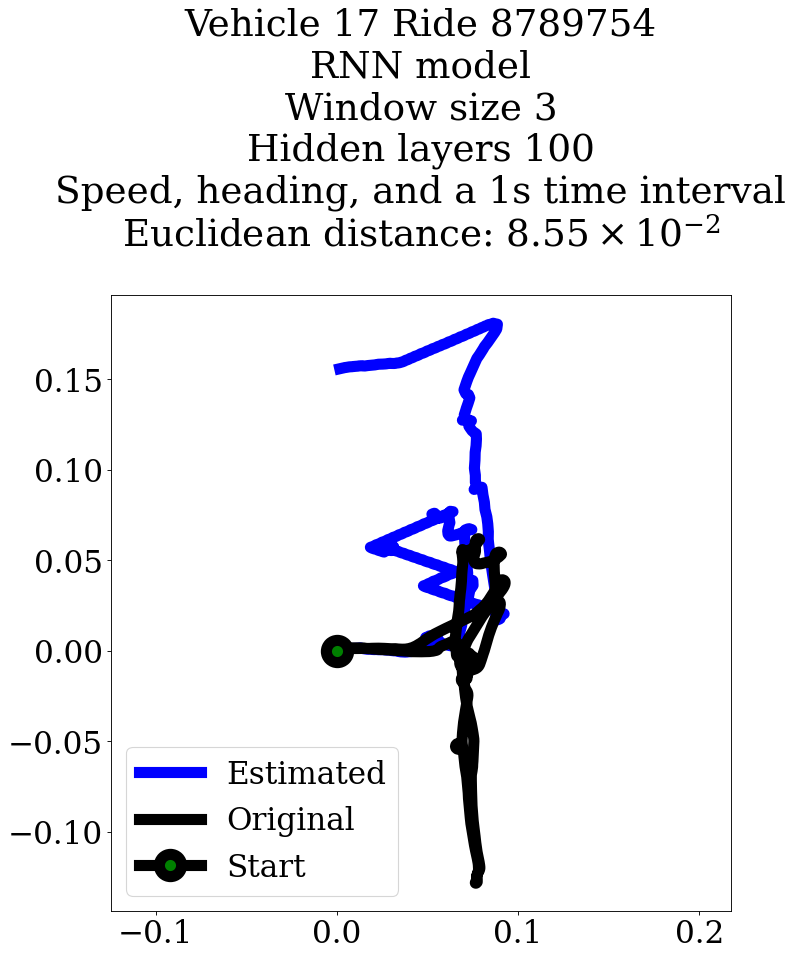 Vehicle 17 Ride 8789754
RNN model
Window size 3
Hidden layers 100
Speed, heading, and a 1s time interval
Euclidean distance: 8.55 × 10⁻²
0.15
0.10
0.05
0.00
−0.05
−0.10
Estimated
Original
Start
−0.1 0.0 0.1 0.2